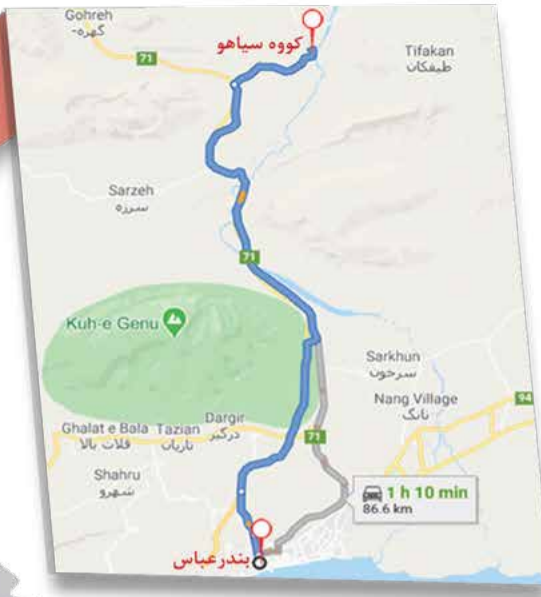 Gohreh
گهره-
71
کووه سیاهو
Tifakan
طیفکان
Sarzeh
سرزه
71
Kuh-e Genu
Sarkhun
سرخون
Nang Village
نانگ
94
Ghalat e Bala
قلات بالا
Tazian
تازیان
Dargir
درگیر
71
Shahru
شهرو
1 h 10 min
86.6 km
بندرعباس